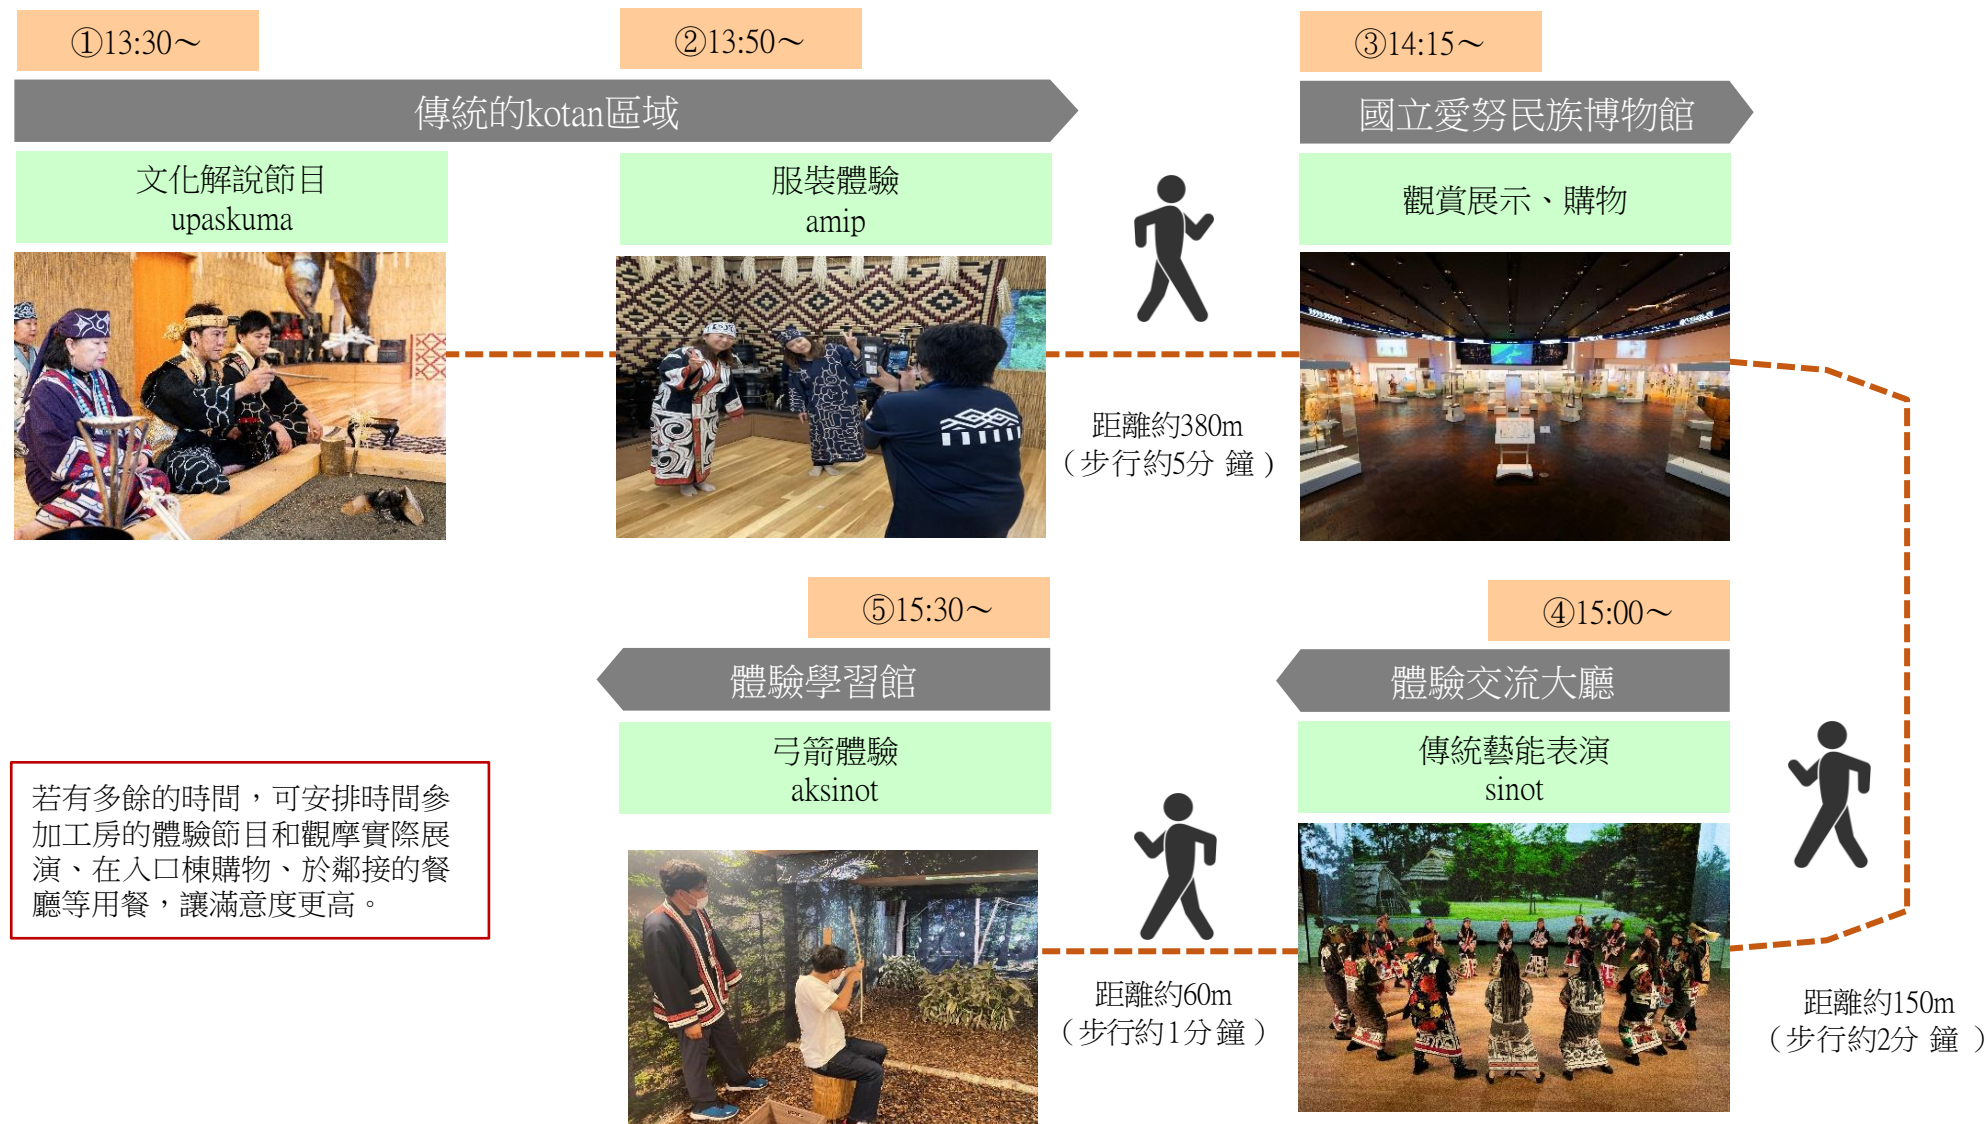 ①13:30～
②13:50～
③14:15～
傳統的kotan區域
國立愛努民族博物館
文化解說節目
upaskuma
服裝體驗
amip
觀賞展示、購物
距離約380m
（步行約5分 鐘 )
⑤15:30～
④15:00～
體驗學習館
體驗交流大廳
弓箭體驗
aksinot
傳統藝能表演
sinot
若有多餘的時間，可安排時間參
加工房的體驗節目和觀摩實際展
演、在入口棟購物、於鄰接的餐
廳等用餐，讓滿意度更高。
距離約60m
（步行約1分 鐘 ）
距離約150m
（步行約2分 鐘 ）